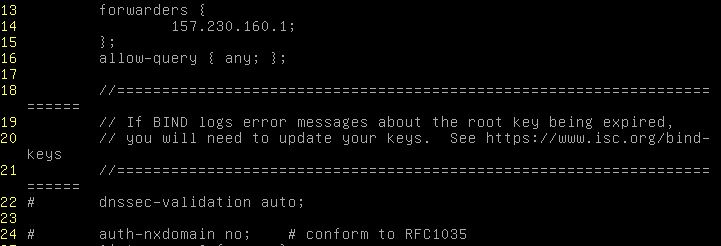 13 forwarders {
14 157.230.160.1;
15 };
16 allow-query { any; };
17
18 //==================================================================
======
19 // If BIND logs error messages about the root key being expired,
20 // you will need to update your keys.  See https://www.isc.org/bind-
keys
21 //==================================================================
======
22 # dnssec-validation auto;
23
24 # auth-nxdomain no;    # conform to RFC1035